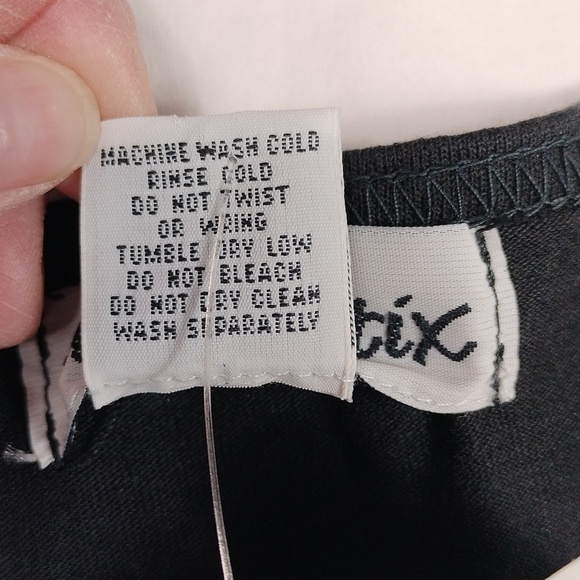 MACHINE WASH COLD
RINSE COLD
DO NOT TWIST
OR WRING
TUMBLE DRY LOW
DO NOT BLEACH
DO NOT DRY CLEAN
WASH SEPARATELY
tix